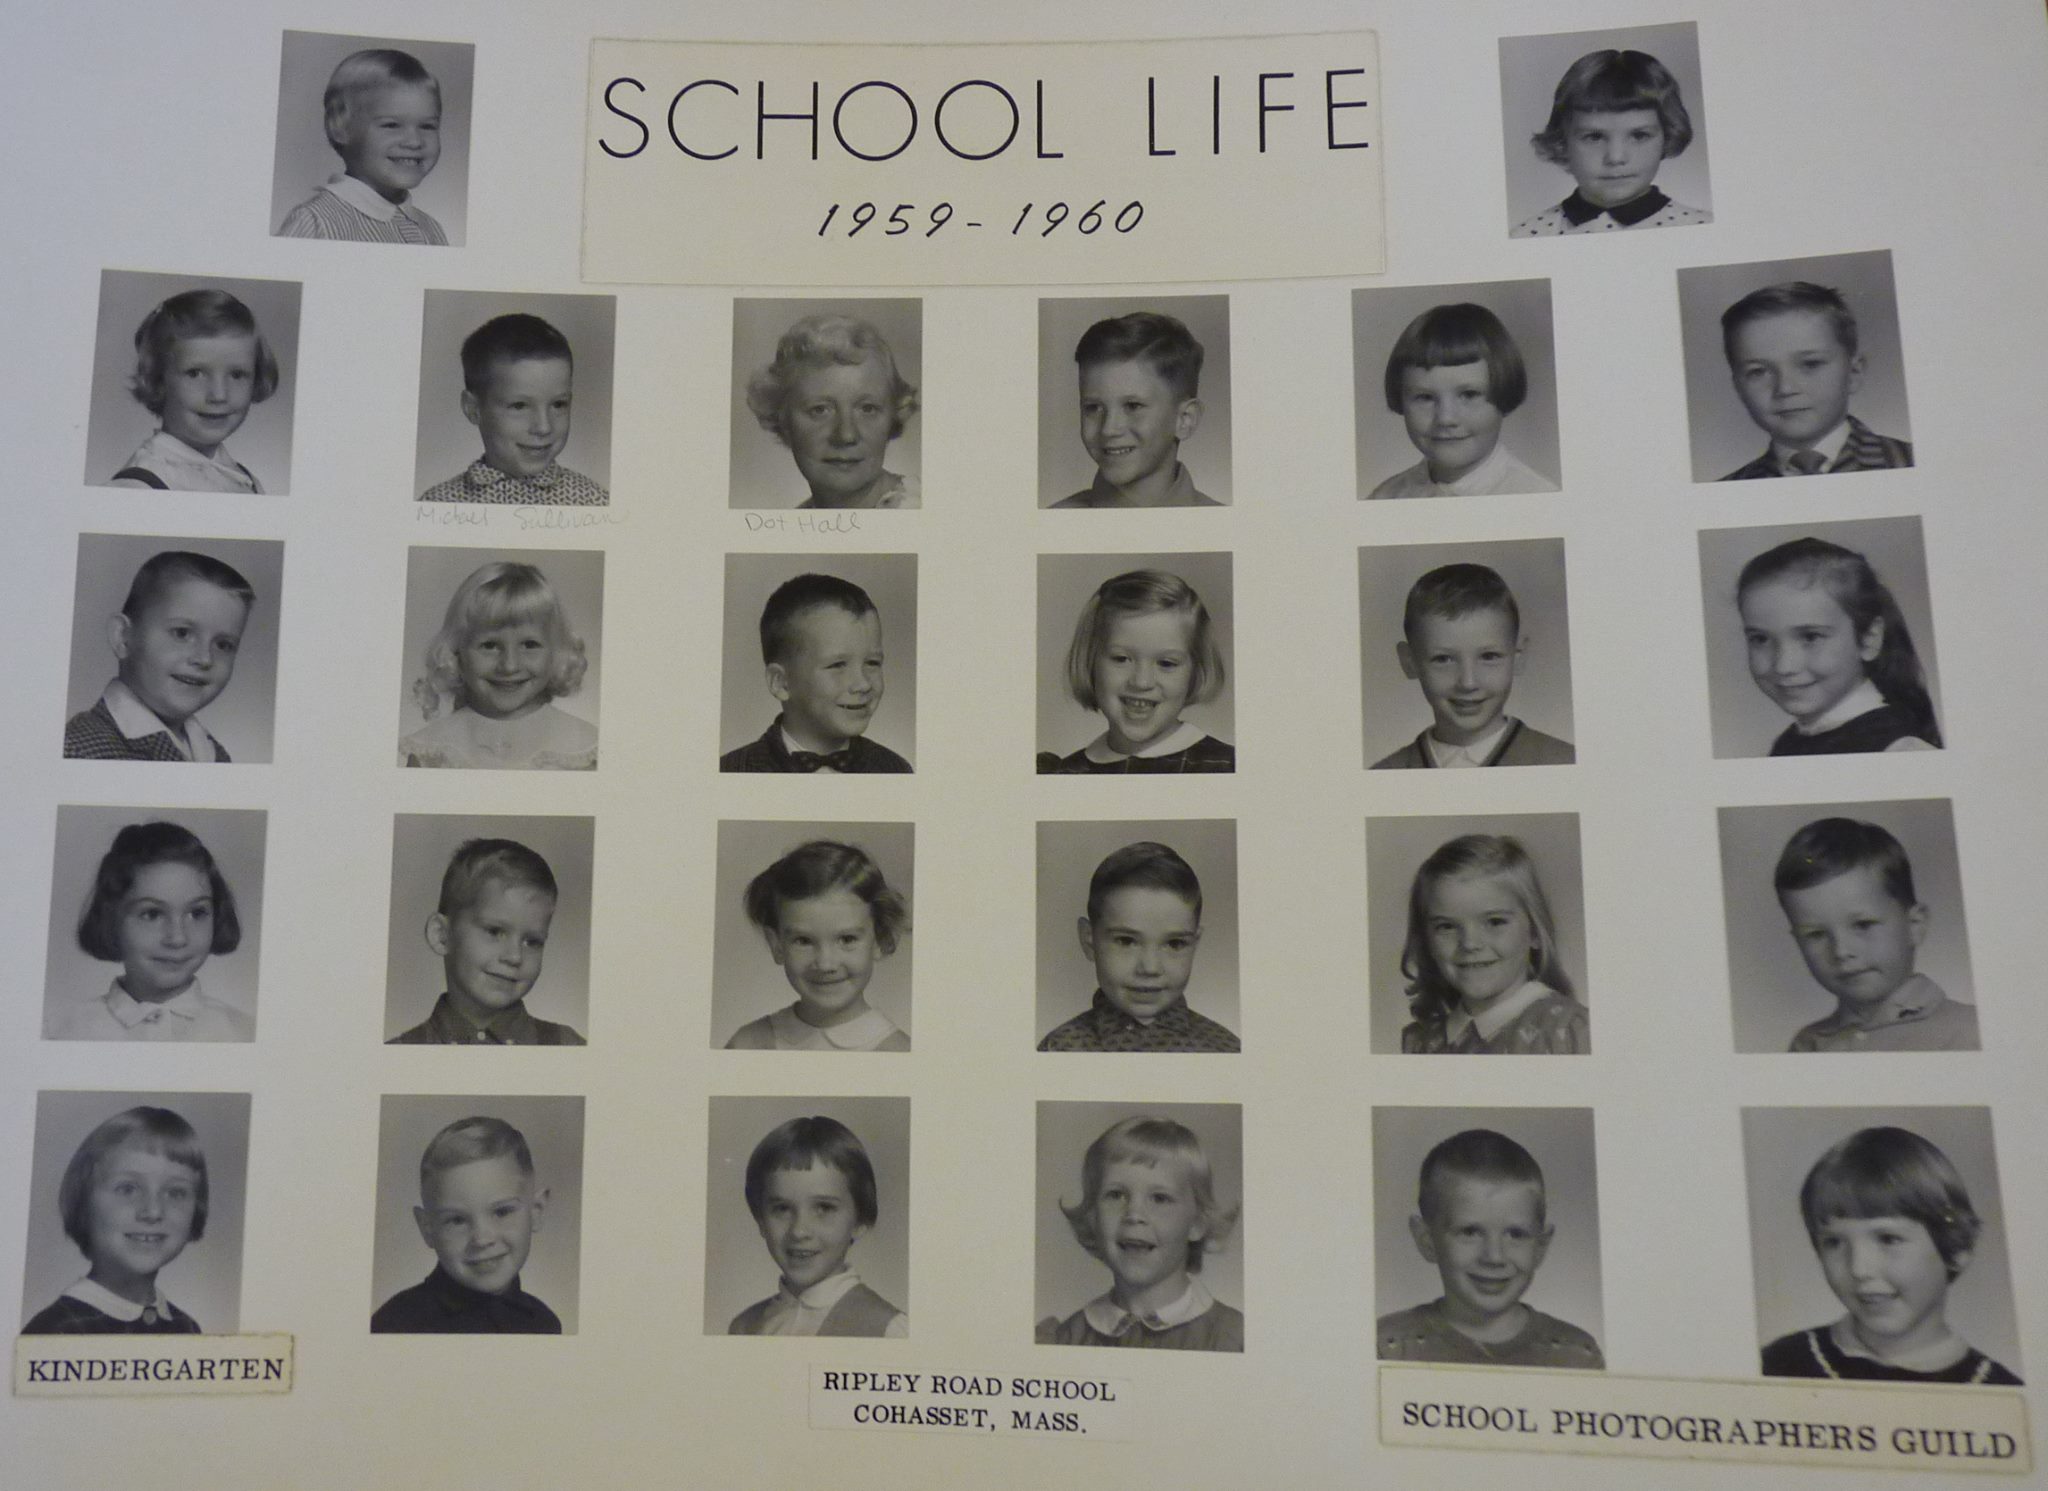 SCHOOL LIFE
1959-1960
Michael Sullivan
Dot Hall
KINDERGARTEN
RIPLEY ROAD SCHOOL
COHASSET, MASS.
SCHOOL PHOTOGRAPHERS GUILD